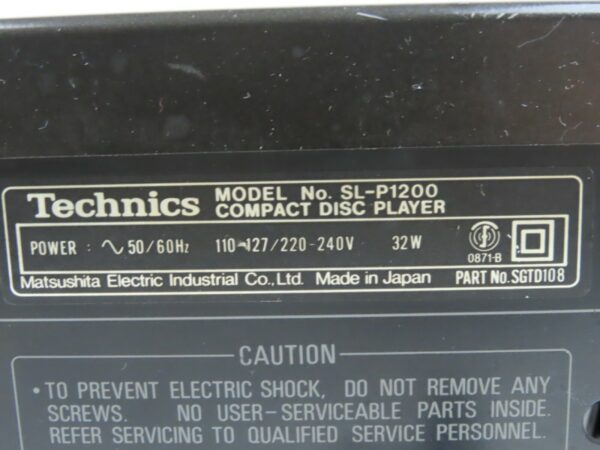 Technics MODEL No. SL-P1200
COMPACT DISC PLAYER
POWER : ∿ 50/60Hz 110-127/220-240V 32W
0871-B
Matsushita Electric Industrial Co., Ltd. Made in Japan PART No. SGTD108
CAUTION
• TO PREVENT ELECTRIC SHOCK, DO NOT REMOVE ANY
SCREWS. NO USER-SERVICEABLE PARTS INSIDE.
REFER SERVICING TO QUALIFIED SERVICE PERSONNEL.